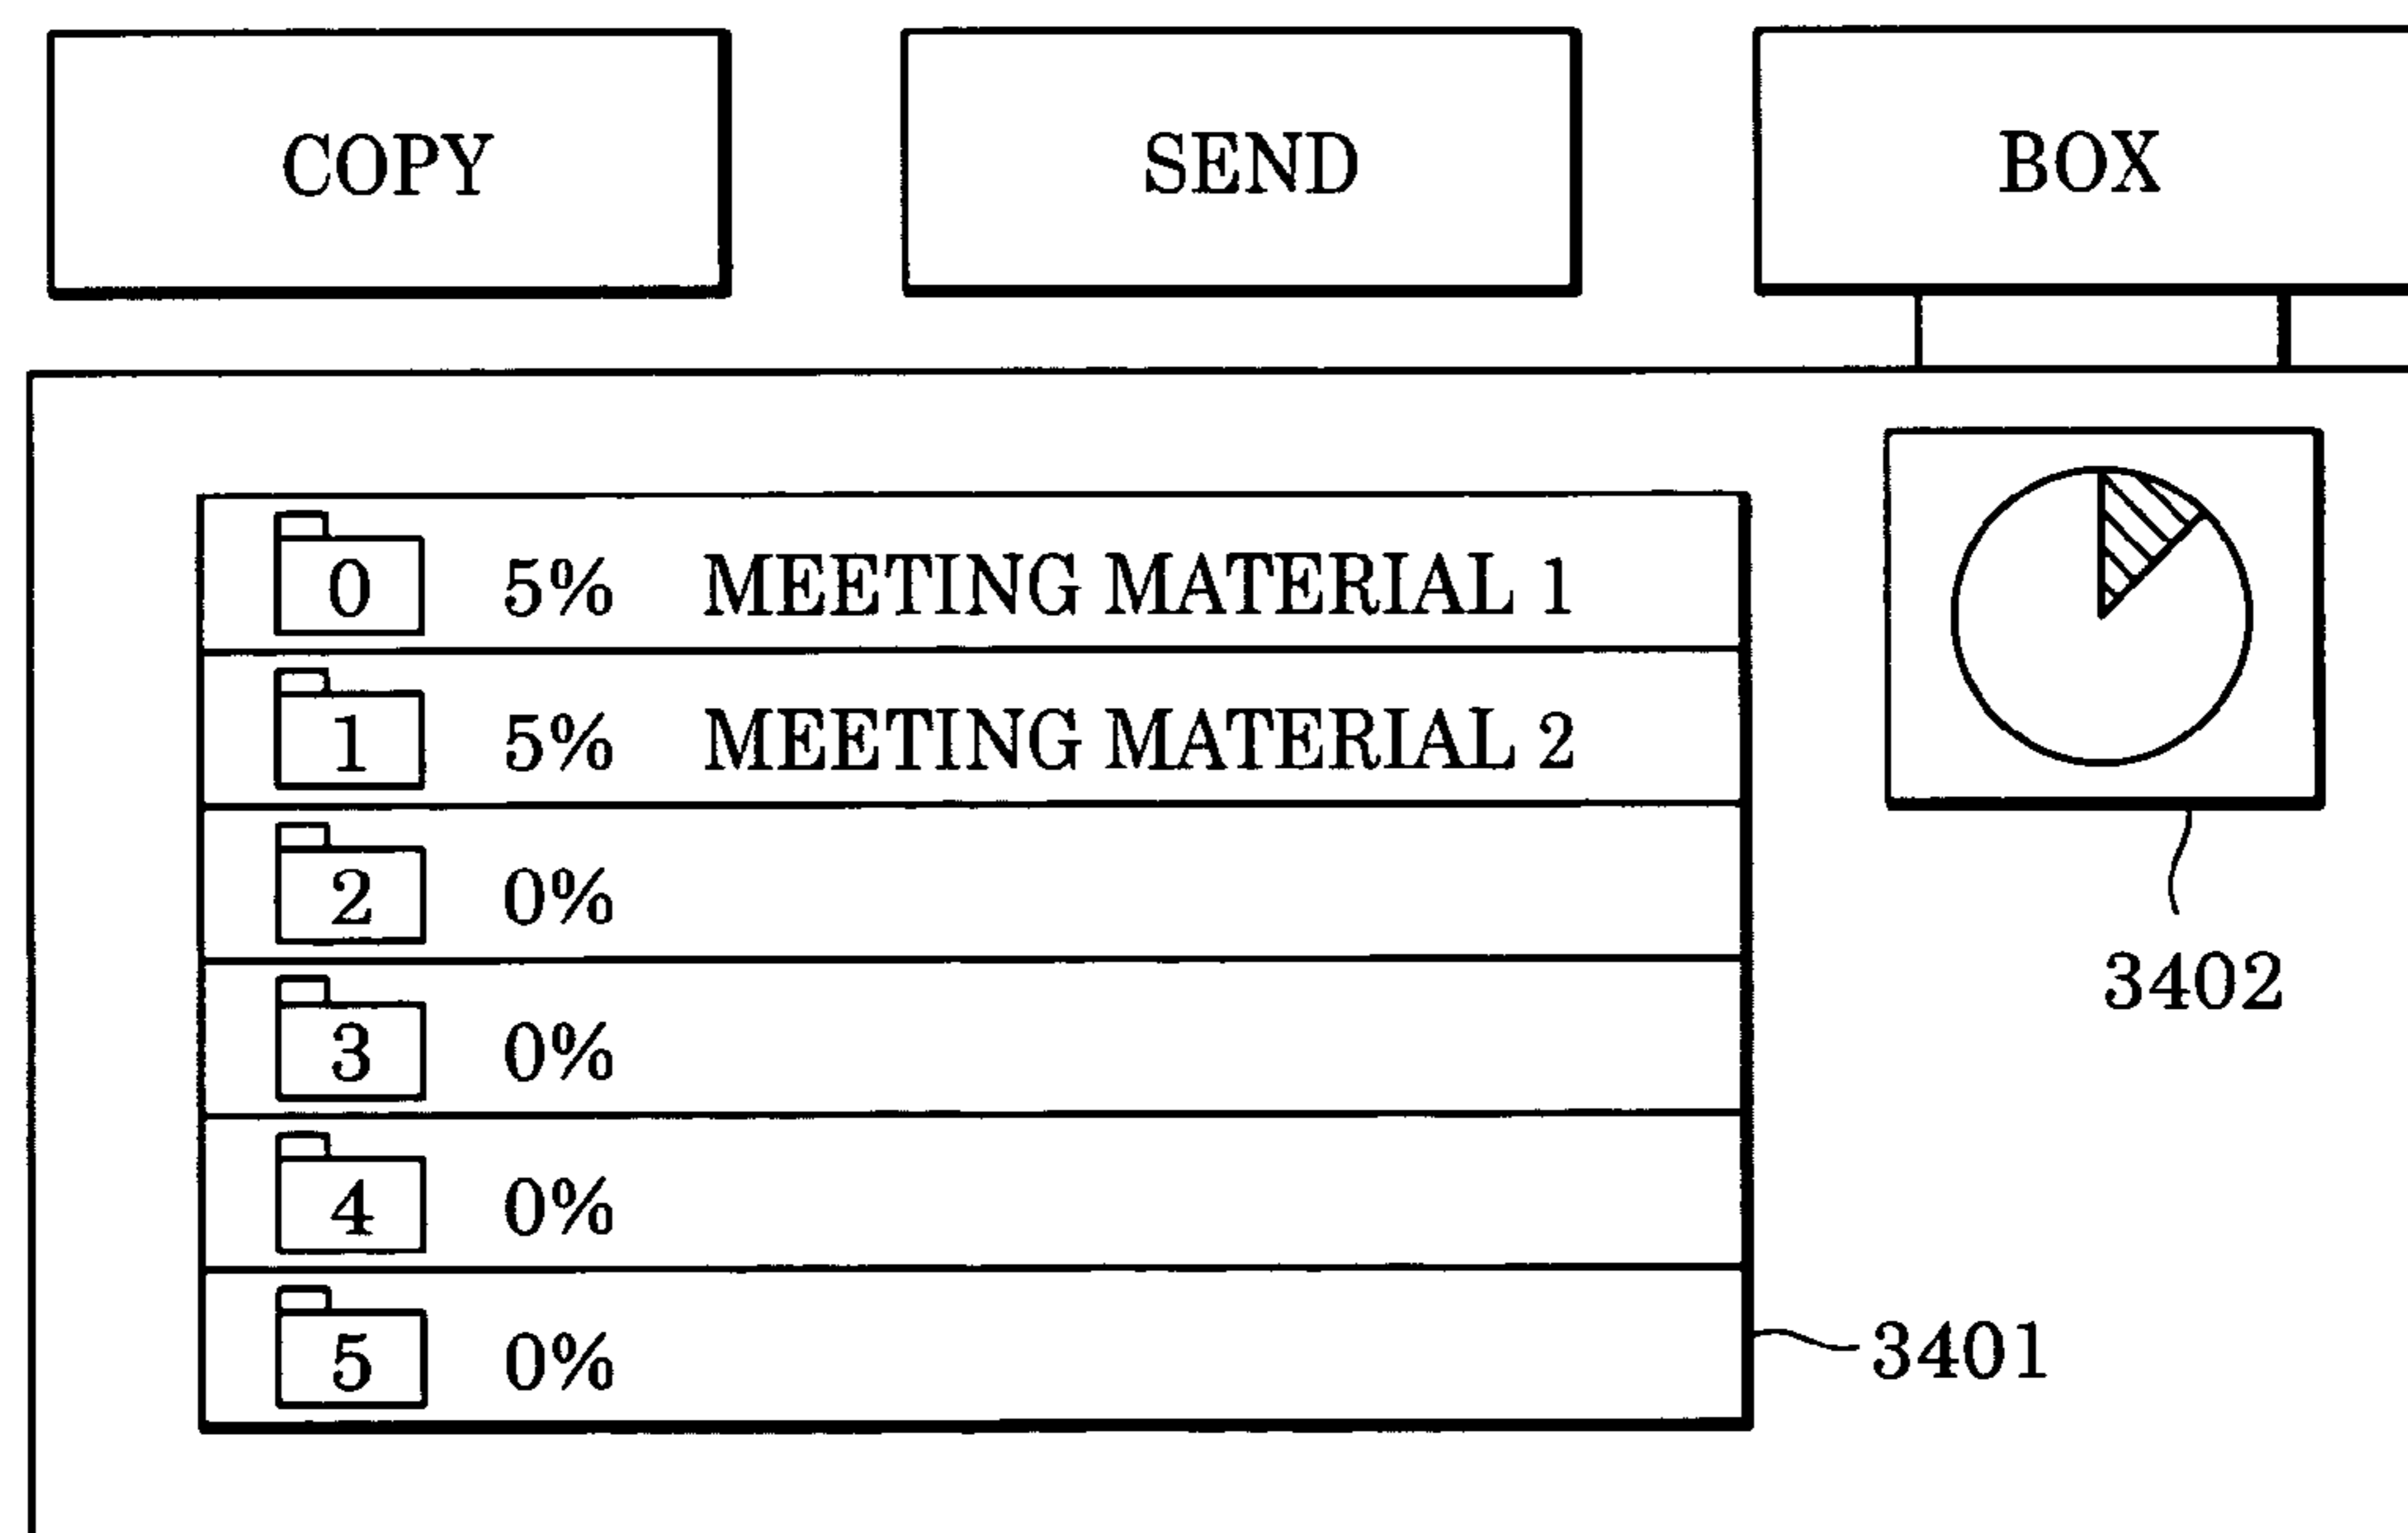 COPY SEND BOX
0 5% MEETING MATERIAL 1
1 5% MEETING MATERIAL 2
2 0%
3 0%
4 0%
5 0%
3402
3401